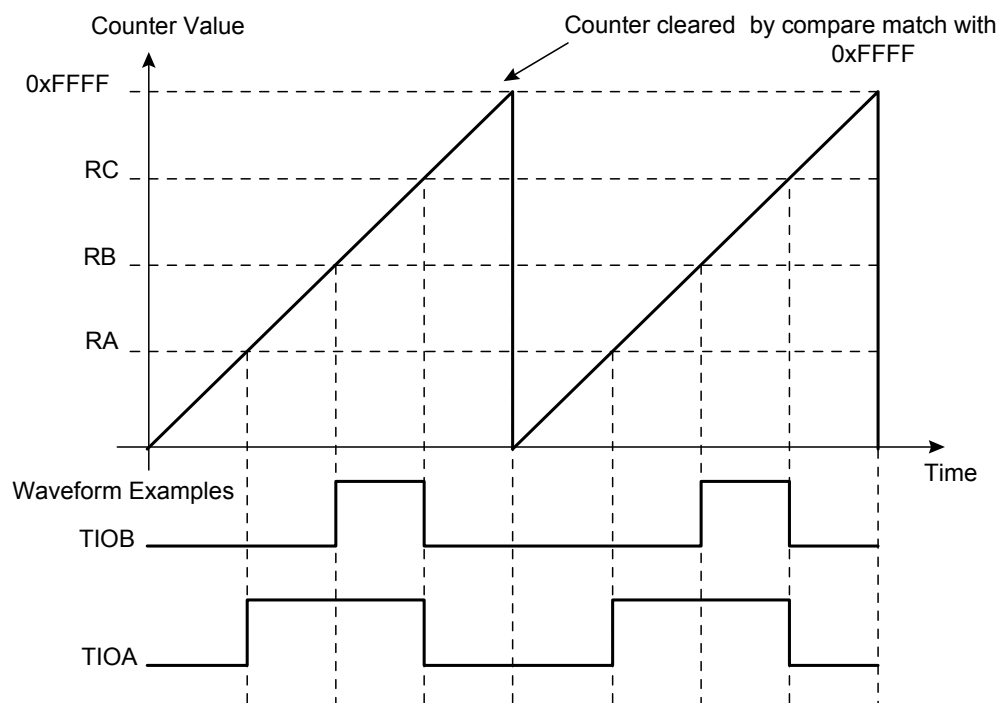 Counter Value
Counter cleared by compare match with
0xFFFF
0xFFFF
RC
RB
RA
Time
Waveform Examples
TIOB
TIOA